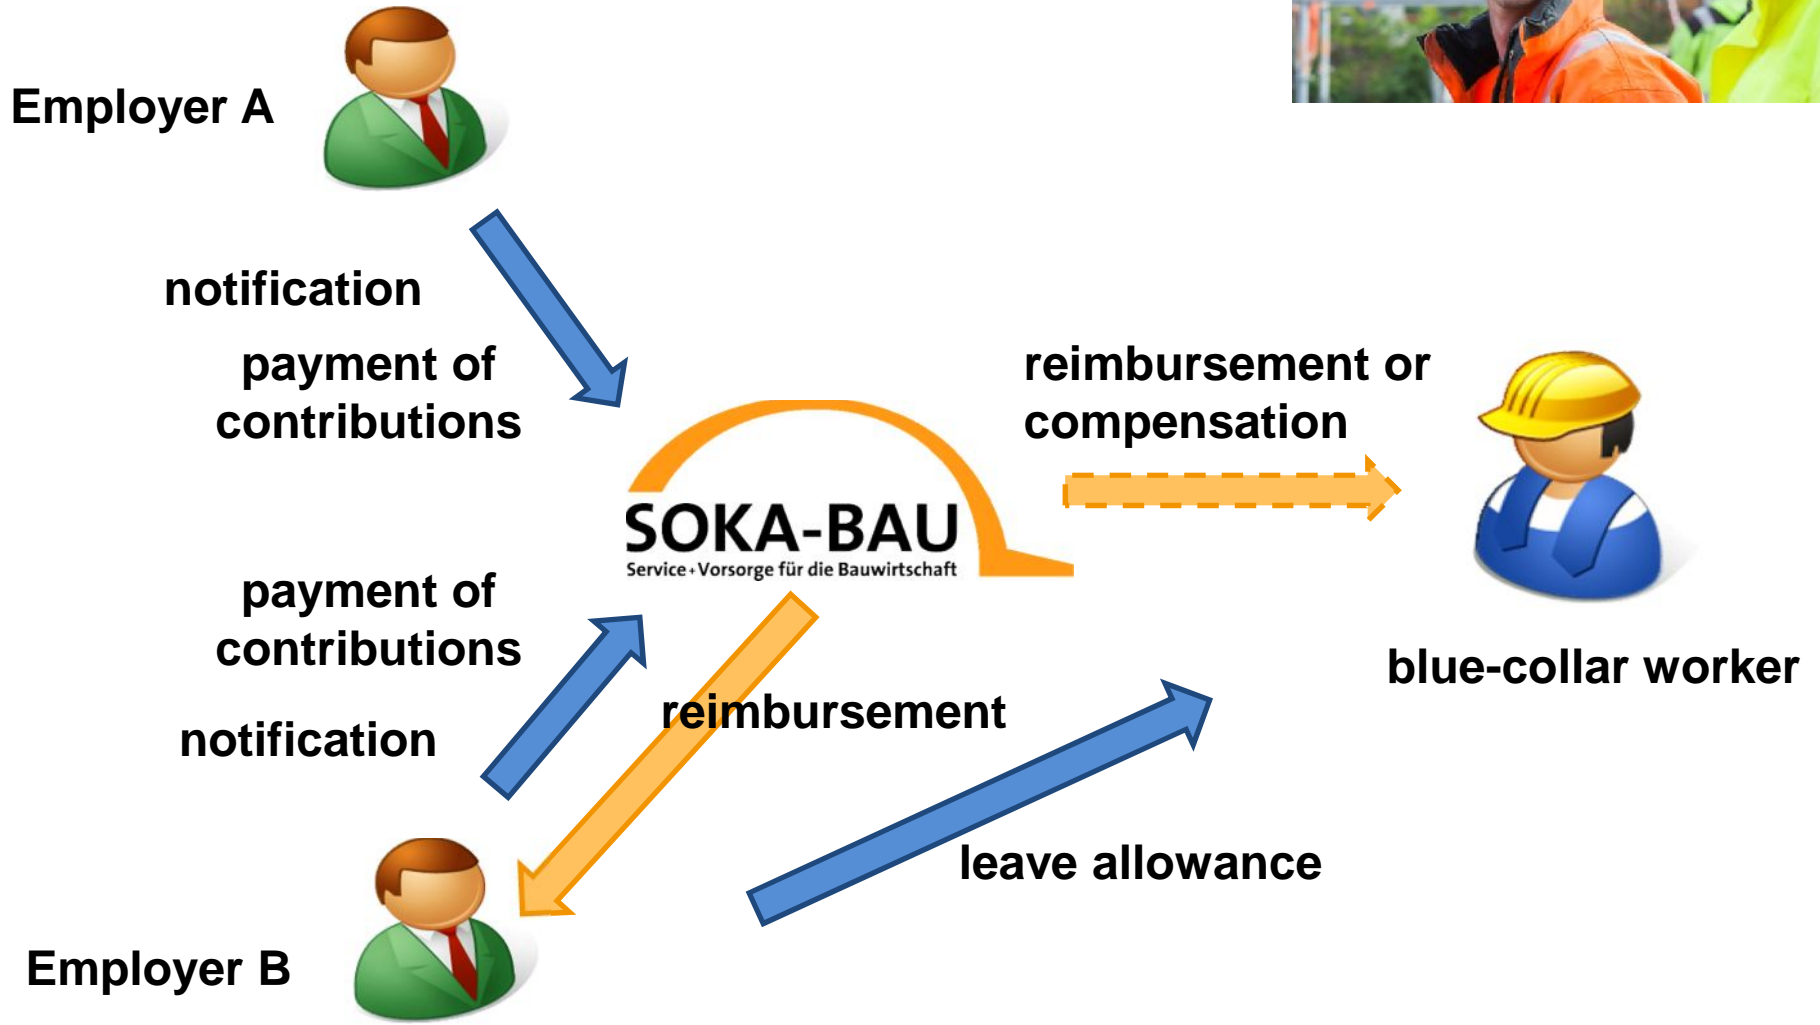 Employer A
notification
payment of
contributions
reimbursement or
compensation
SOKA-BAU
Service+Vorsorge für die Bauwirtschaft
payment of
contributions
blue-collar worker
reimbursement
notification
leave allowance
Employer B